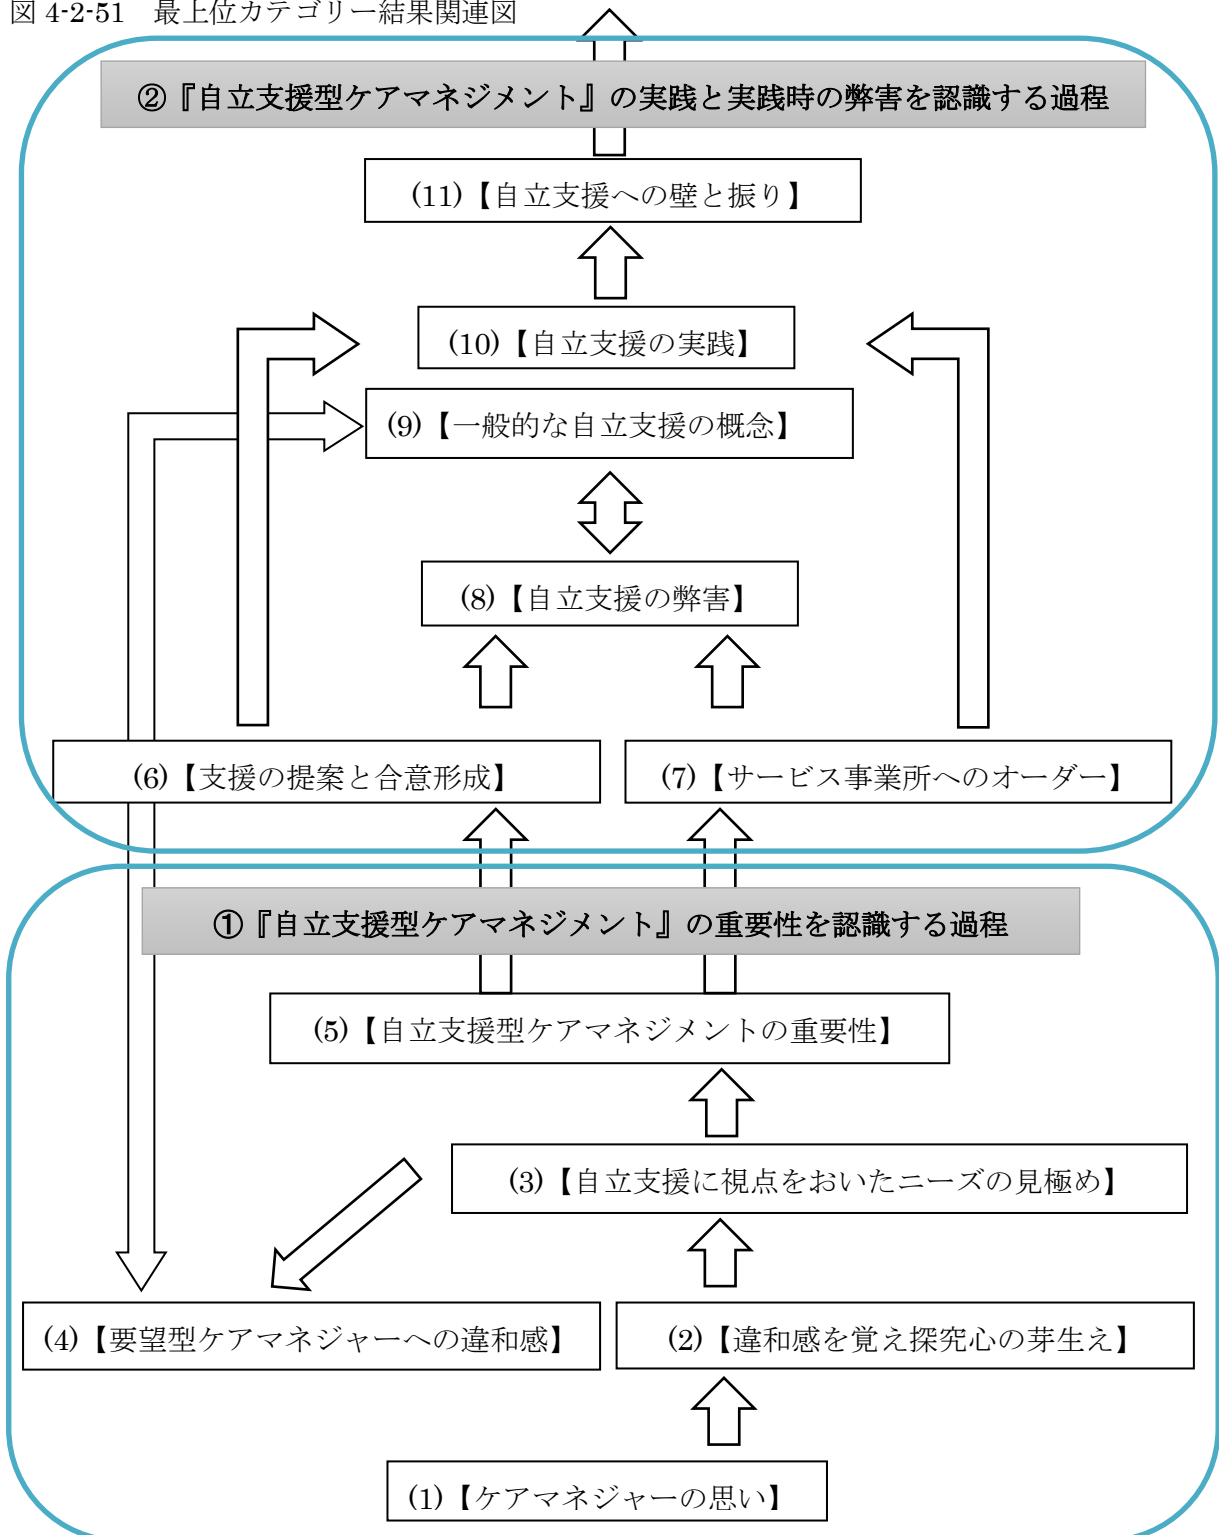 図 4-2-51　最上位カテゴリー結果関連図
②『自立支援型ケアマネジメント』の実践と実践時の弊害を認識する過程
(11)【自立支援への壁と振り】
(10)【自立支援の実践】
(9)【一般的な自立支援の概念】
(8)【自立支援の弊害】
(6)【支援の提案と合意形成】
(7)【サービス事業所へのオーダー】
①『自立支援型ケアマネジメント』の重要性を認識する過程
(5)【自立支援型ケアマネジメントの重要性】
(3)【自立支援に視点をおいたニーズの見極め】
(4)【要望型ケアマネジャーへの違和感】
(2)【違和感を覚え探究心の芽生え】
(1)【ケアマネジャーの思い】